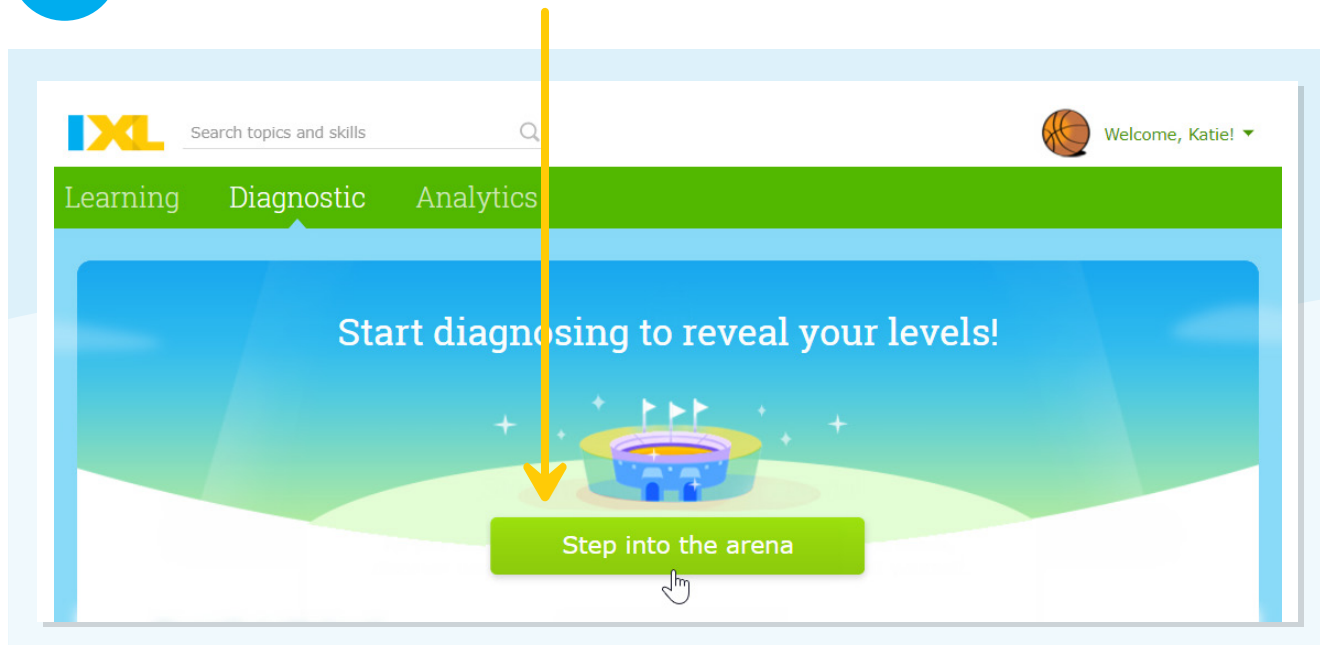 IXL Search topics and skills Welcome, Katie!
Learning Diagnostic Analytics
Start diagnosing to reveal your levels!
Step into the arena